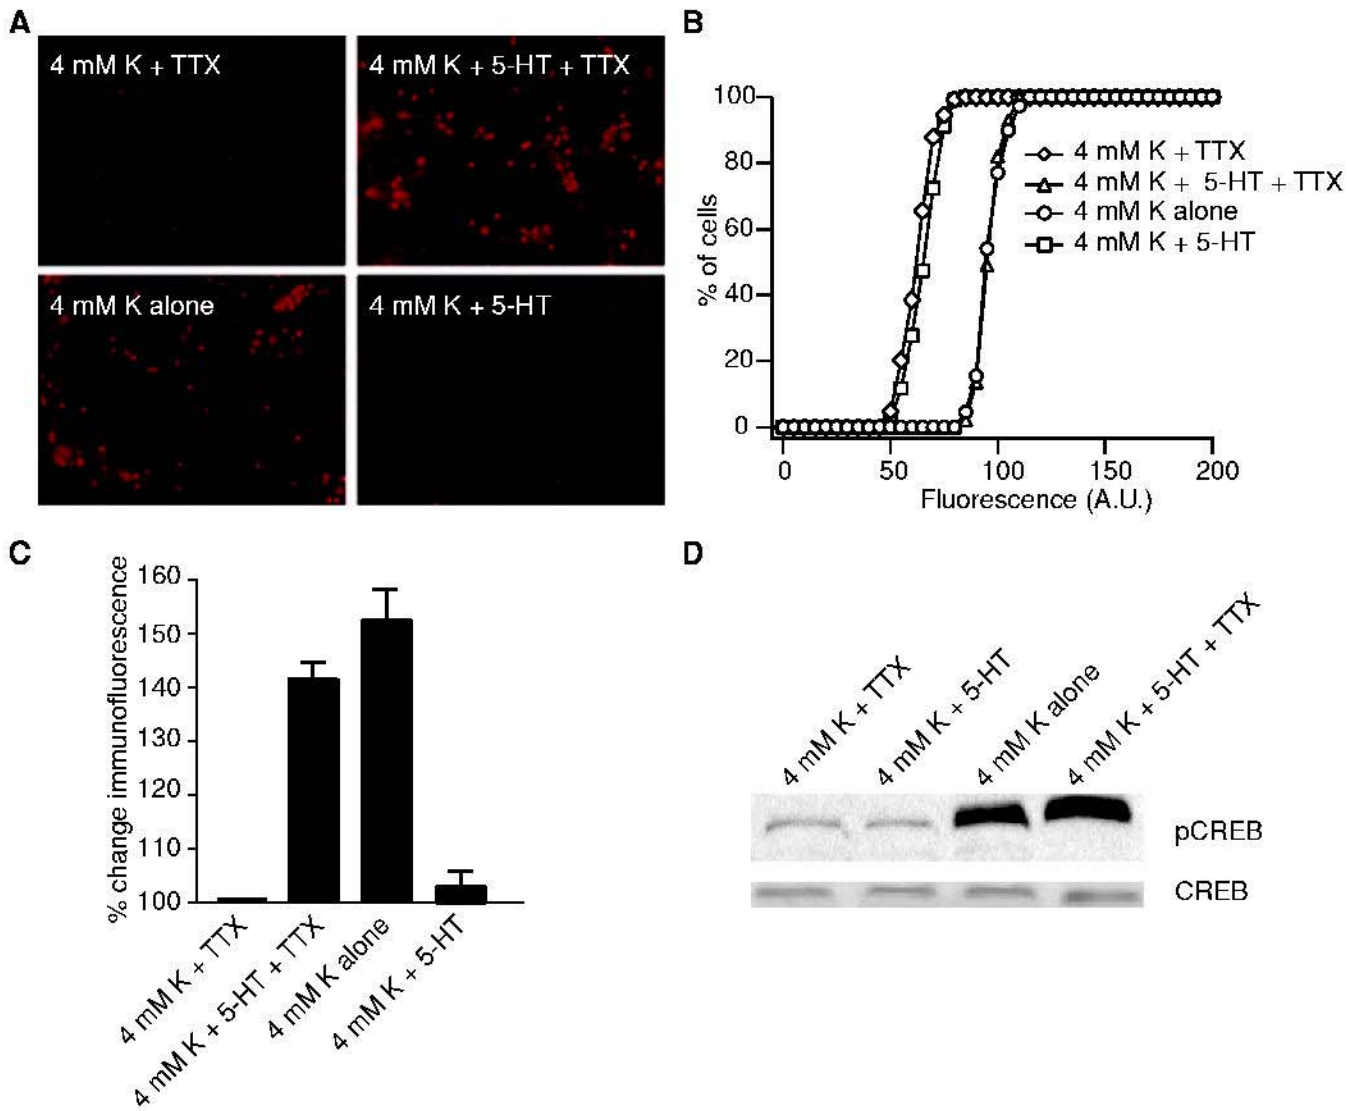 A
4 mM K + TTX
4 mM K + 5-HT + TTX
4 mM K alone
4 mM K + 5-HT
B
% of cells
100
80
60
40
20
0
0 50 100 150 200
Fluorescence (A.U.)
4 mM K + TTX
4 mM K + 5-HT + TTX
4 mM K alone
4 mM K + 5-HT
C
% change immunofluorescence
160
150
140
130
120
110
100
4 mM K + TTX
4 mM K + 5-HT + TTX
4 mM K alone
4 mM K + 5-HT
D
4 mM K + TTX
4 mM K + 5-HT
4 mM K alone
4 mM K + 5-HT + TTX
pCREB
CREB